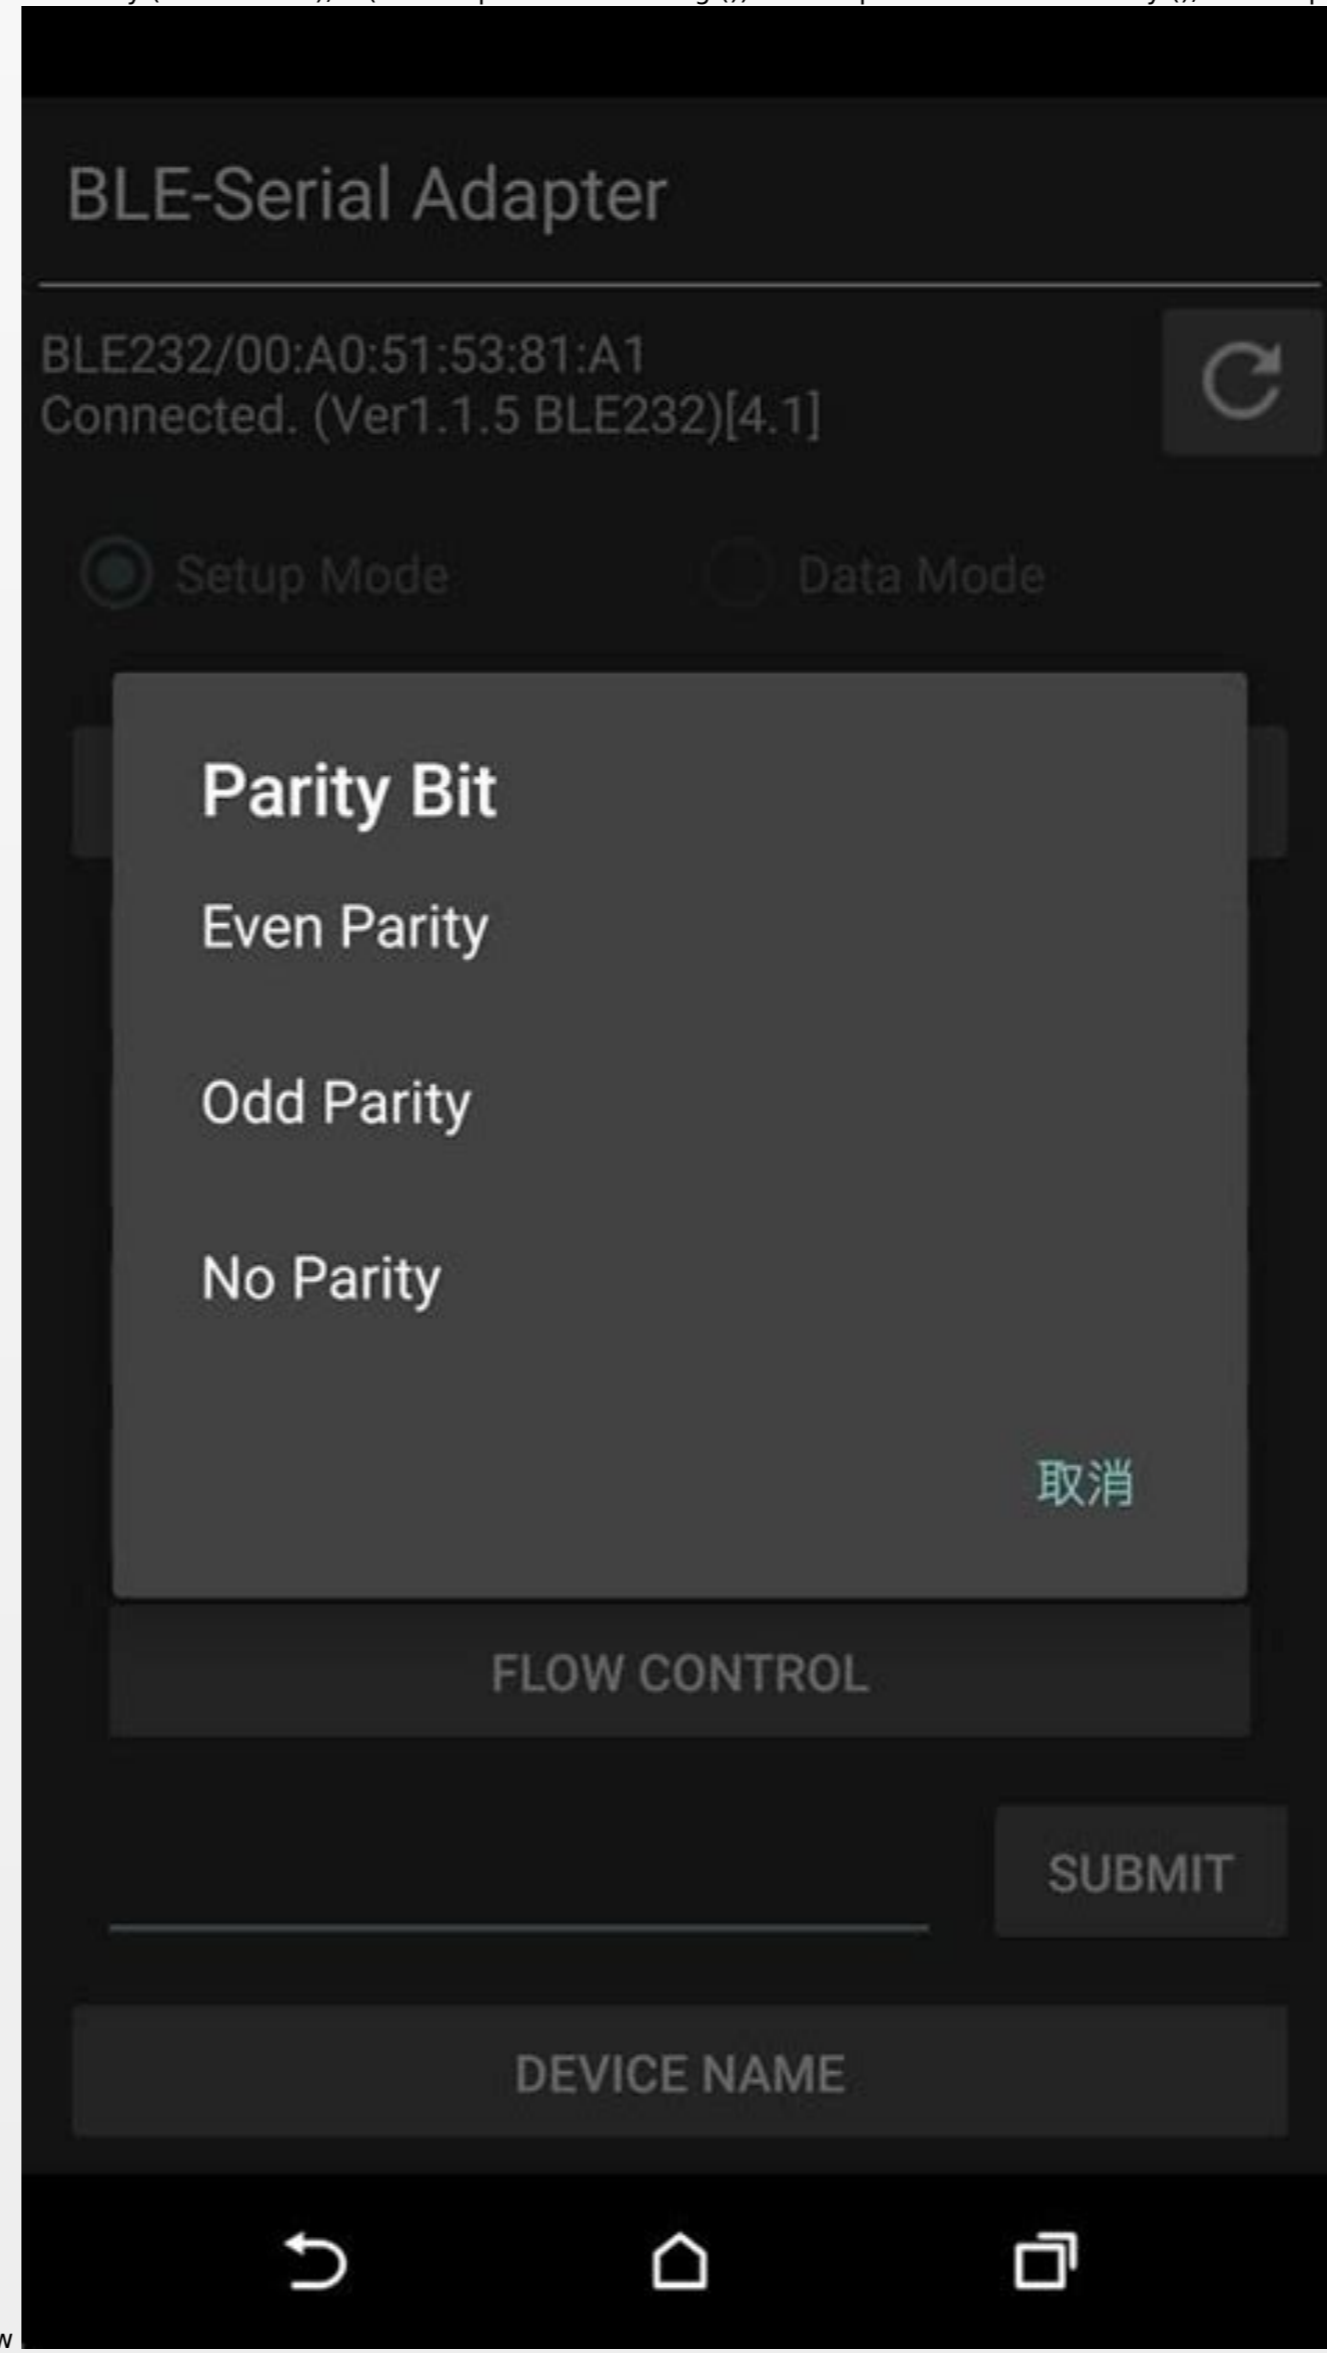 BLE-Serial Adapter
BLE232/00:A0:51:53:81:A1
Connected. (Ver1.1.5 BLE232)[4.1]
Setup Mode
Data Mode
Parity Bit
Even Parity
Odd Parity
No Parity
取消
FLOW CONTROL
SUBMIT
DEVICE NAME
w